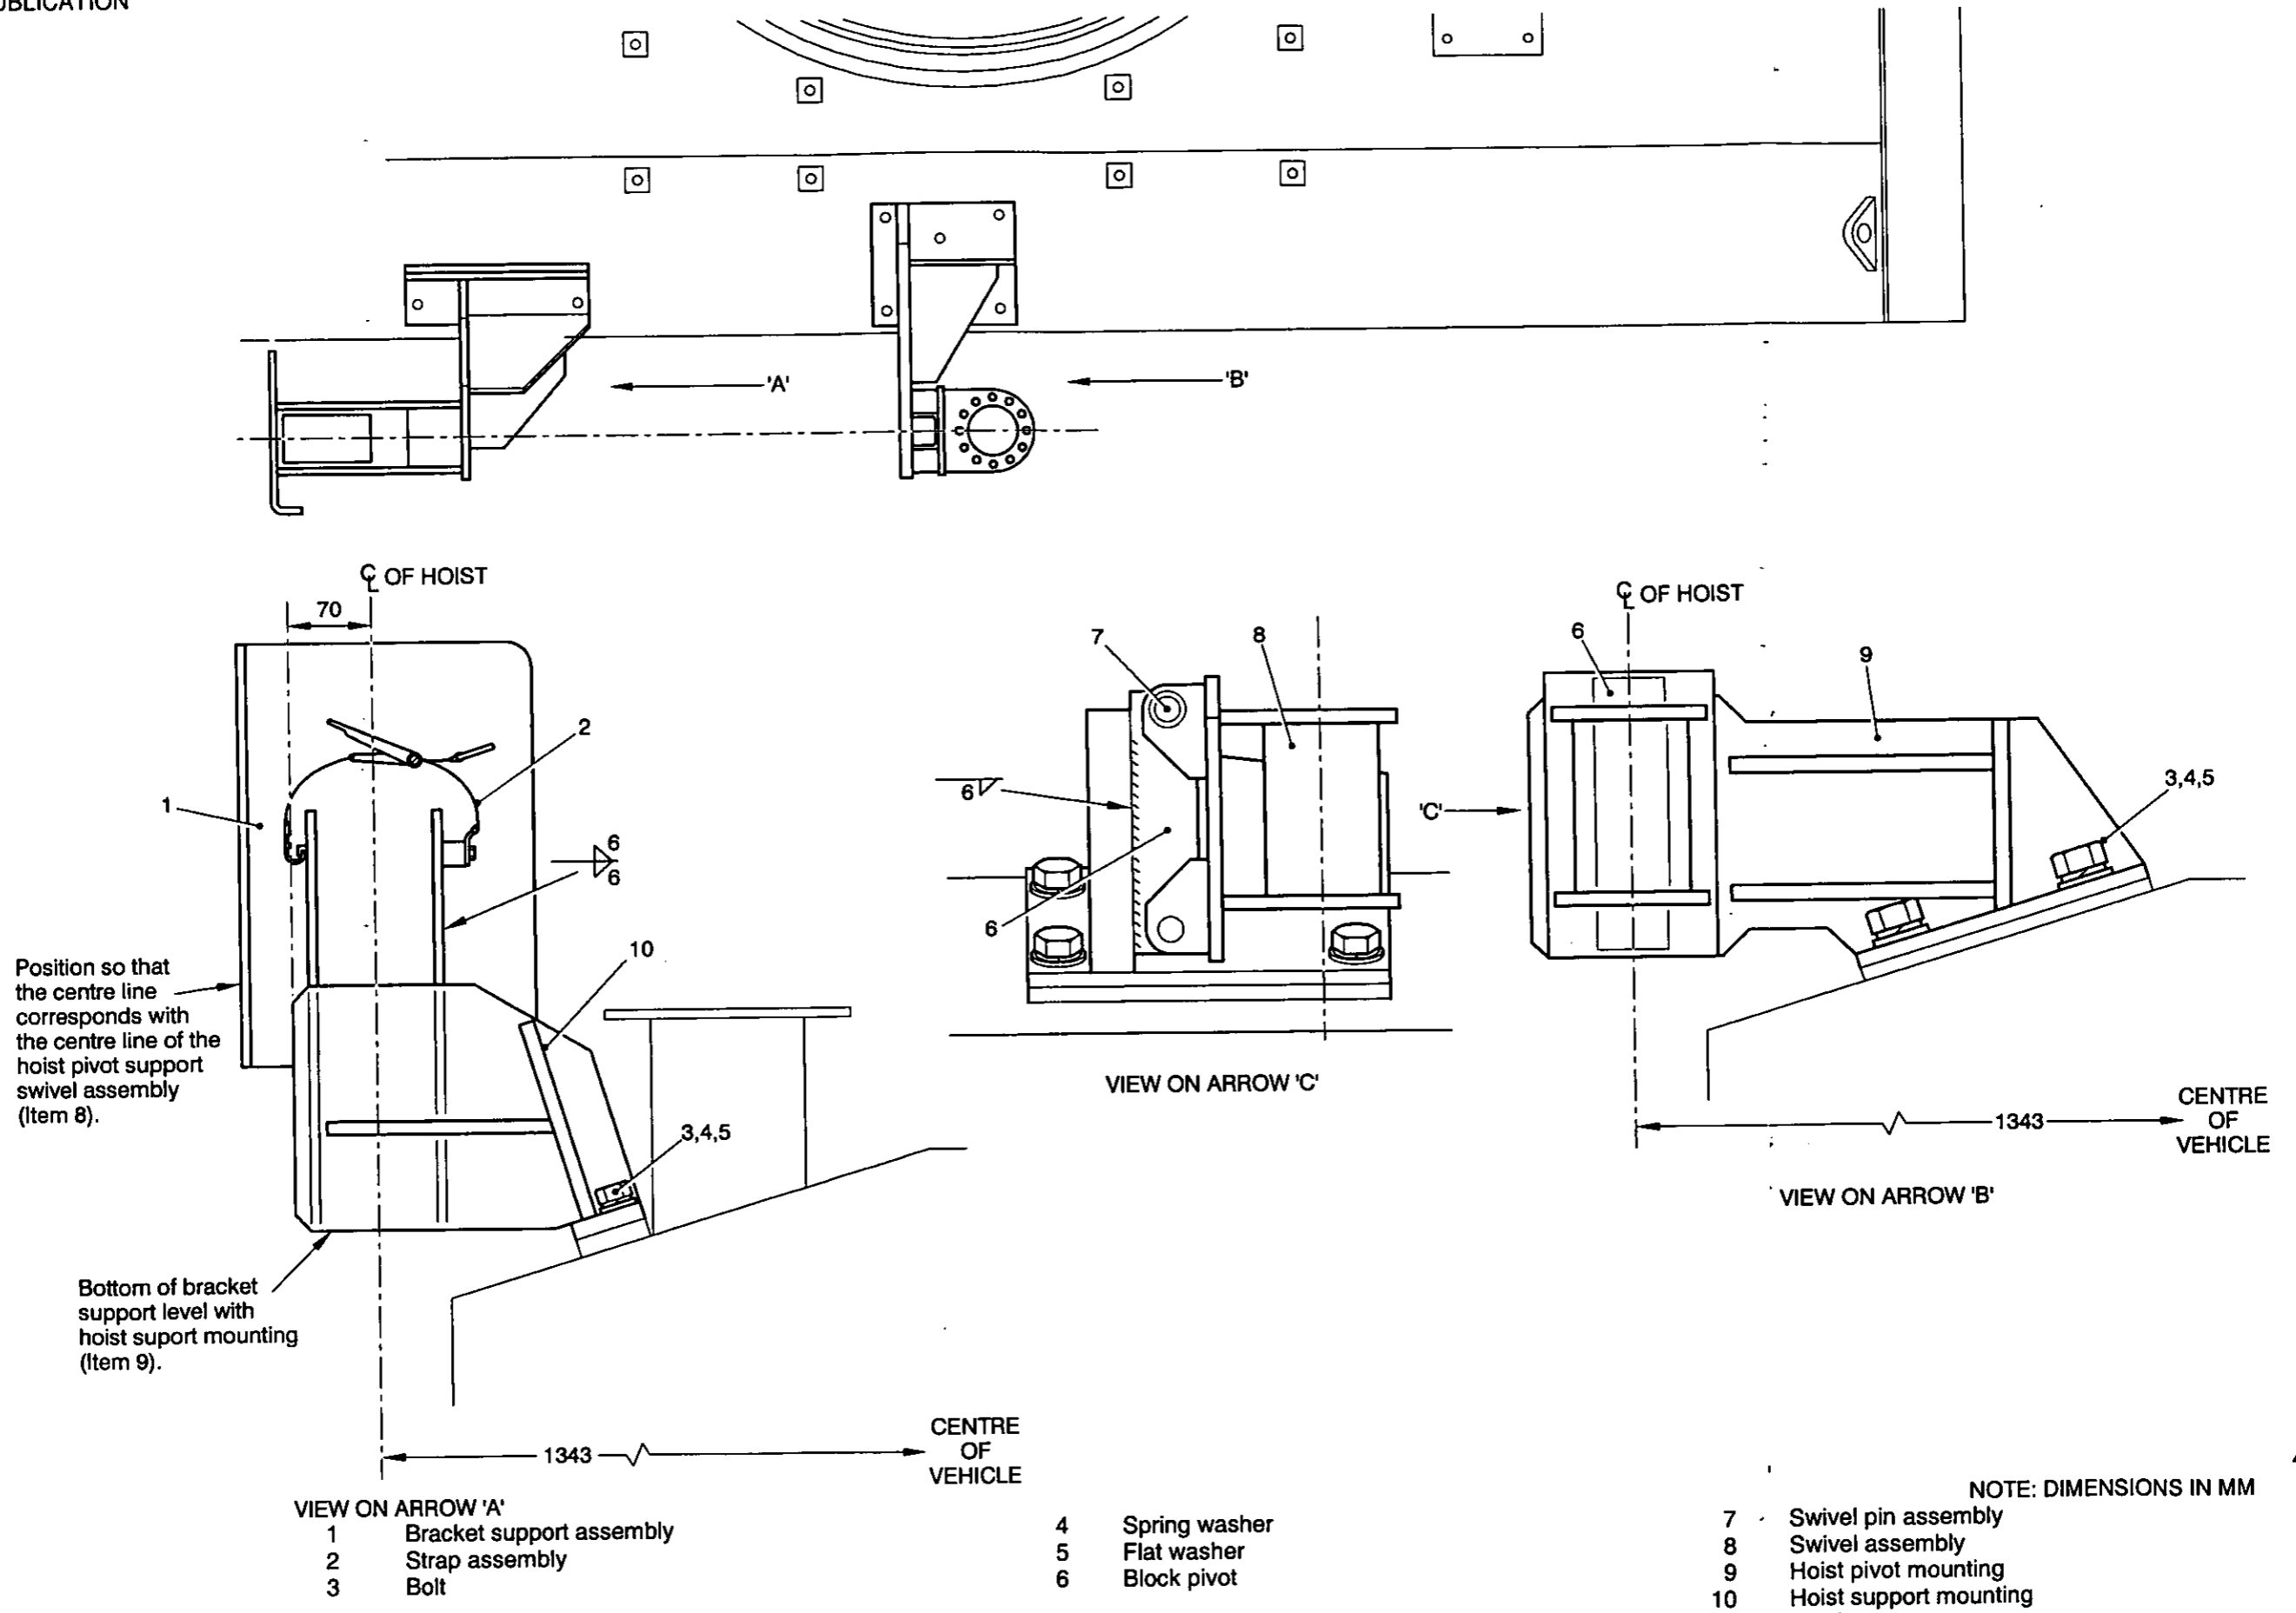 'A'
'B'
℄ OF HOIST
70
2
1
6
6
10
Position so that
the centre line
corresponds with
the centre line of the
hoist pivot support
swivel assembly
(Item 8).
3,4,5
Bottom of bracket
support level with
hoist suport mounting
(Item 9).
1343
CENTRE
OF
VEHICLE
VIEW ON ARROW 'A'
7
8
6
6
VIEW ON ARROW 'C'
℄ OF HOIST
6
9
3,4,5
'C'
1343
CENTRE
OF
VEHICLE
VIEW ON ARROW 'B'
NOTE: DIMENSIONS IN MM
1 Bracket support assembly
2 Strap assembly
3 Bolt
4 Spring washer
5 Flat washer
6 Block pivot
7 Swivel pin assembly
8 Swivel assembly
9 Hoist pivot mounting
10 Hoist support mounting